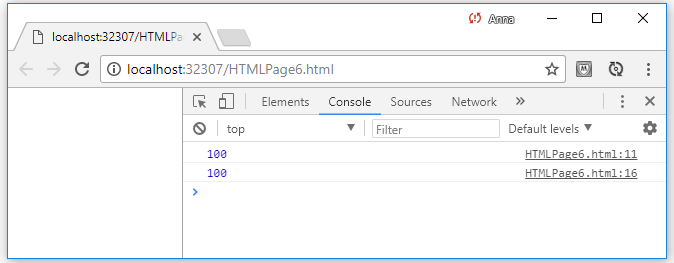 Anna
localhost:32307/HTMLPa
localhost:32307/HTMLPage6.html
Elements Console Sources Network
top Filter Default levels
100 HTMLPage6.html:11
100 HTMLPage6.html:16